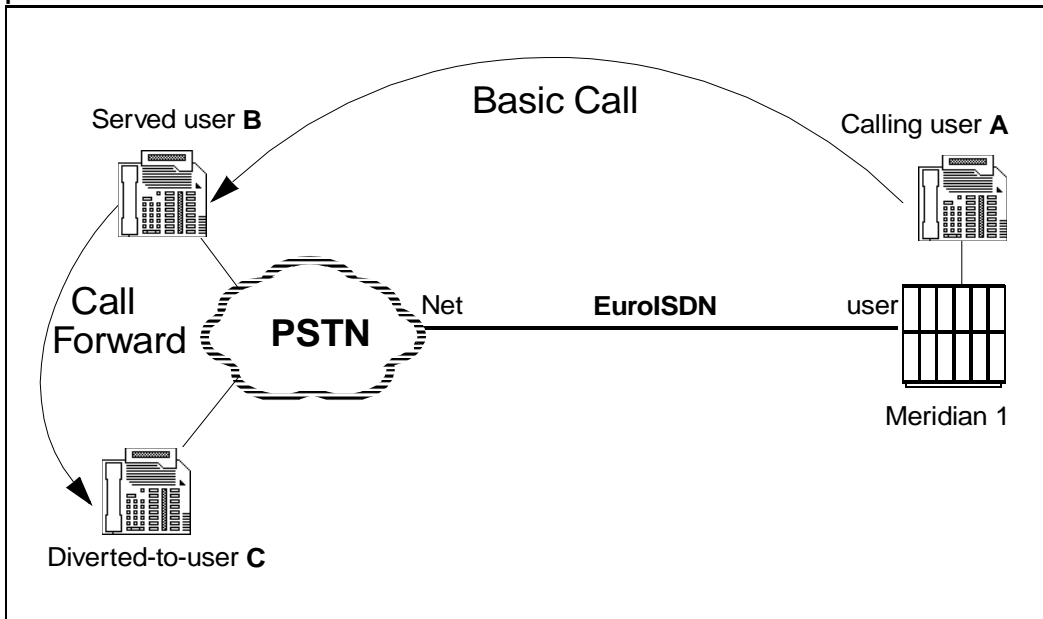 Basic Call
Served user B
Calling user A
Call
Forward
PSTN
Net
EuroISDN
user
Meridian 1
Diverted-to-user C